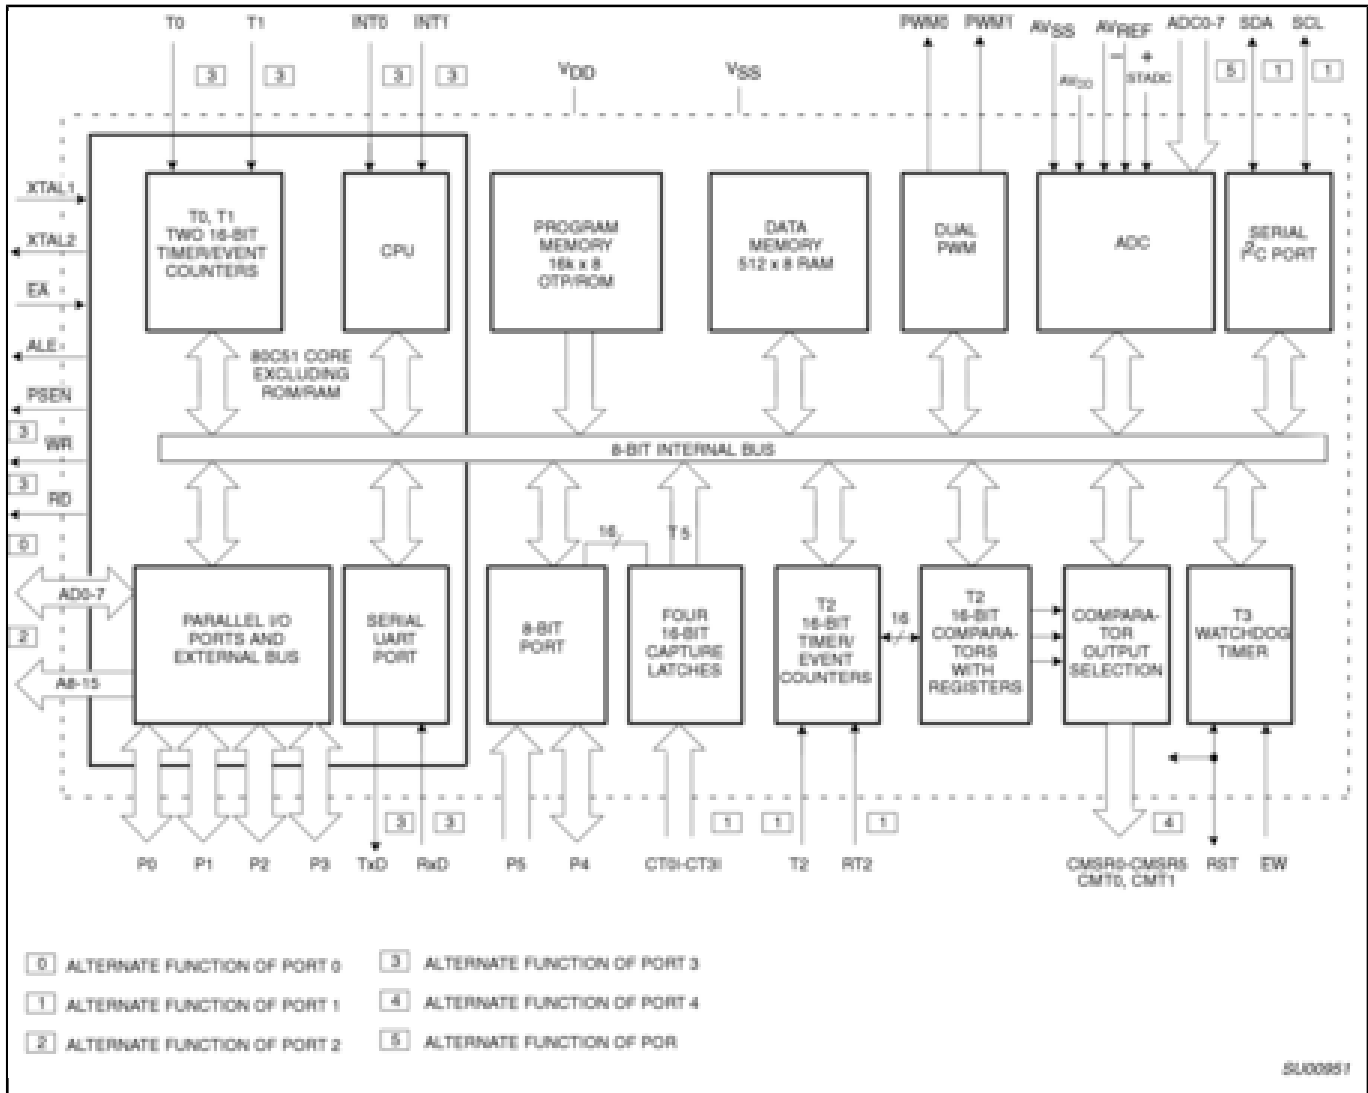 T0 T1 INT0 INT1 PWM0 PWM1 AVSS AVREF ADC0-7 SDA SCL
3 3 3 3 VDD VSS AVDD − + STADC 5 1 1
XTAL1
XTAL2
EA
ALE
PSEN
3
WR
3
RD
0
AD0-7
2
A8-15
T0, T1
TWO 16-BIT
TIMER/EVENT
COUNTERS
CPU
PROGRAM
MEMORY
16k x 8
OTP/ROM
DATA
MEMORY
512 x 8 RAM
DUAL
PWM
ADC
SERIAL
I2C PORT
80C51 CORE
EXCLUDING
ROM/RAM
8-BIT INTERNAL BUS
16 T5
PARALLEL I/O
PORTS AND
EXTERNAL BUS
SERIAL
UART
PORT
8-BIT
PORT
FOUR
16-BIT
CAPTURE
LATCHES
T2
16-BIT
TIMER/
EVENT
COUNTERS
16
T2
16-BIT
COMPARA-
TORS
WITH
REGISTERS
COMPARA-
TOR
OUTPUT
SELECTION
T3
WATCHDOG
TIMER
3 3 1 1 1 4
P0 P1 P2 P3 TxD RxD P5 P4 CT0I-CT3I T2 RT2 CMSR0-CMSR5 RST EW
CMT0, CMT1
0 ALTERNATE FUNCTION OF PORT 0
1 ALTERNATE FUNCTION OF PORT 1
2 ALTERNATE FUNCTION OF PORT 2
3 ALTERNATE FUNCTION OF PORT 3
4 ALTERNATE FUNCTION OF PORT 4
5 ALTERNATE FUNCTION OF POR
SU00951